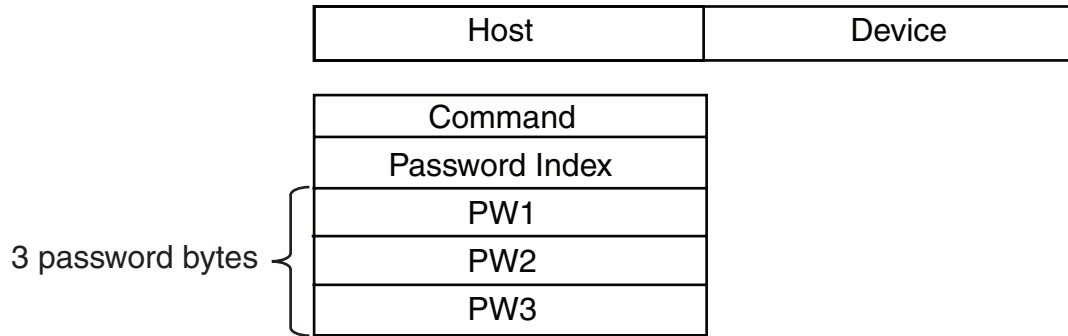 Host Device
Command
Password Index
PW1
3 password bytes
PW2
PW3